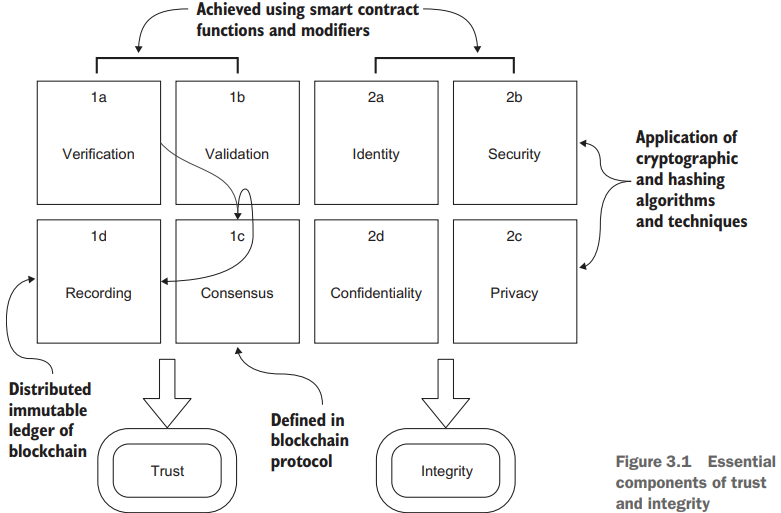 Achieved using smart contract
functions and modifiers
1a
Verification
1b
Validation
2a
Identity
2b
Security
Application of
cryptographic
and hashing
algorithms
and techniques
1d
Recording
1c
Consensus
2d
Confidentiality
2c
Privacy
Distributed
immutable
ledger of
blockchain
Defined in
blockchain
protocol
Trust
Integrity
Figure 3.1 Essential
components of trust
and integrity